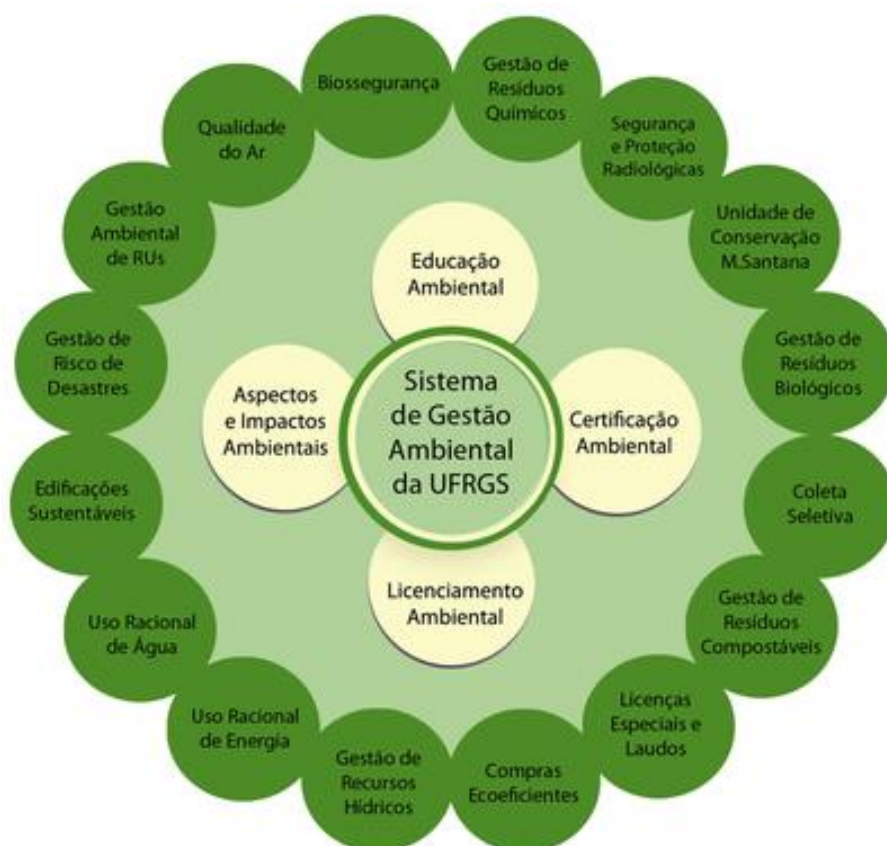 Biossegurança
Gestão de
Resíduos
Químicos
Segurança
e Proteção
Radiológicas
Unidade de
Conservação
M.Santana
Gestão de
Resíduos
Biológicos
Coleta
Seletiva
Gestão de
Resíduos
Compostáveis
Licenças
Especiais e
Laudos
Compras
Ecoeficientes
Gestão de
Recursos
Hídricos
Uso Racional
de Energia
Uso Racional
de Água
Edificações
Sustentáveis
Gestão de
Risco de
Desastres
Gestão
Ambiental
de RUs
Qualidade
do Ar
Educação
Ambiental
Certificação
Ambiental
Licenciamento
Ambiental
Aspectos
e Impactos
Ambientais
Sistema
de Gestão
Ambiental
da UFRGS